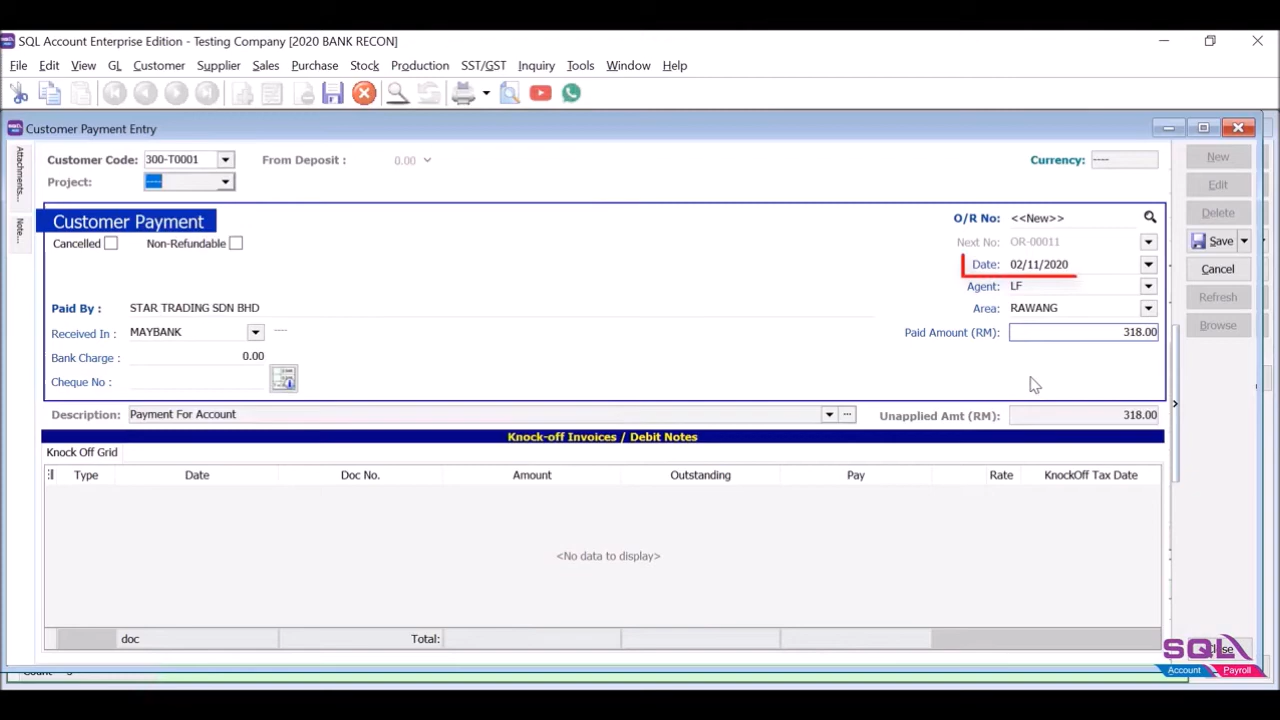 SQL Account Enterprise Edition - Testing Company [2020 BANK RECON]
File Edit View GL Customer Supplier Sales Purchase Stock Production SST/GST Inquiry Tools Window Help
Customer Payment Entry
Attachments...
Note...
Customer Code: 300-T0001 From Deposit : 0.00 Currency: ----
Project: ----
Customer Payment
Cancelled Non-Refundable
O/R No: <<New>>
Next No: OR-00011
Date: 02/11/2020
Agent: LF
Paid By : STAR TRADING SDN BHD Area: RAWANG
Received In : MAYBANK ---- Paid Amount (RM): 318.00
Bank Charge : 0.00
Cheque No :
Description: Payment For Account Unapplied Amt (RM): 318.00
Knock-off Invoices / Debit Notes
Knock Off Grid
Type Date Doc No. Amount Outstanding Pay Rate KnockOff Tax Date
<No data to display>
doc Total:
New
Edit
Delete
Save
Cancel
Refresh
Browse
SQL
Account Payroll